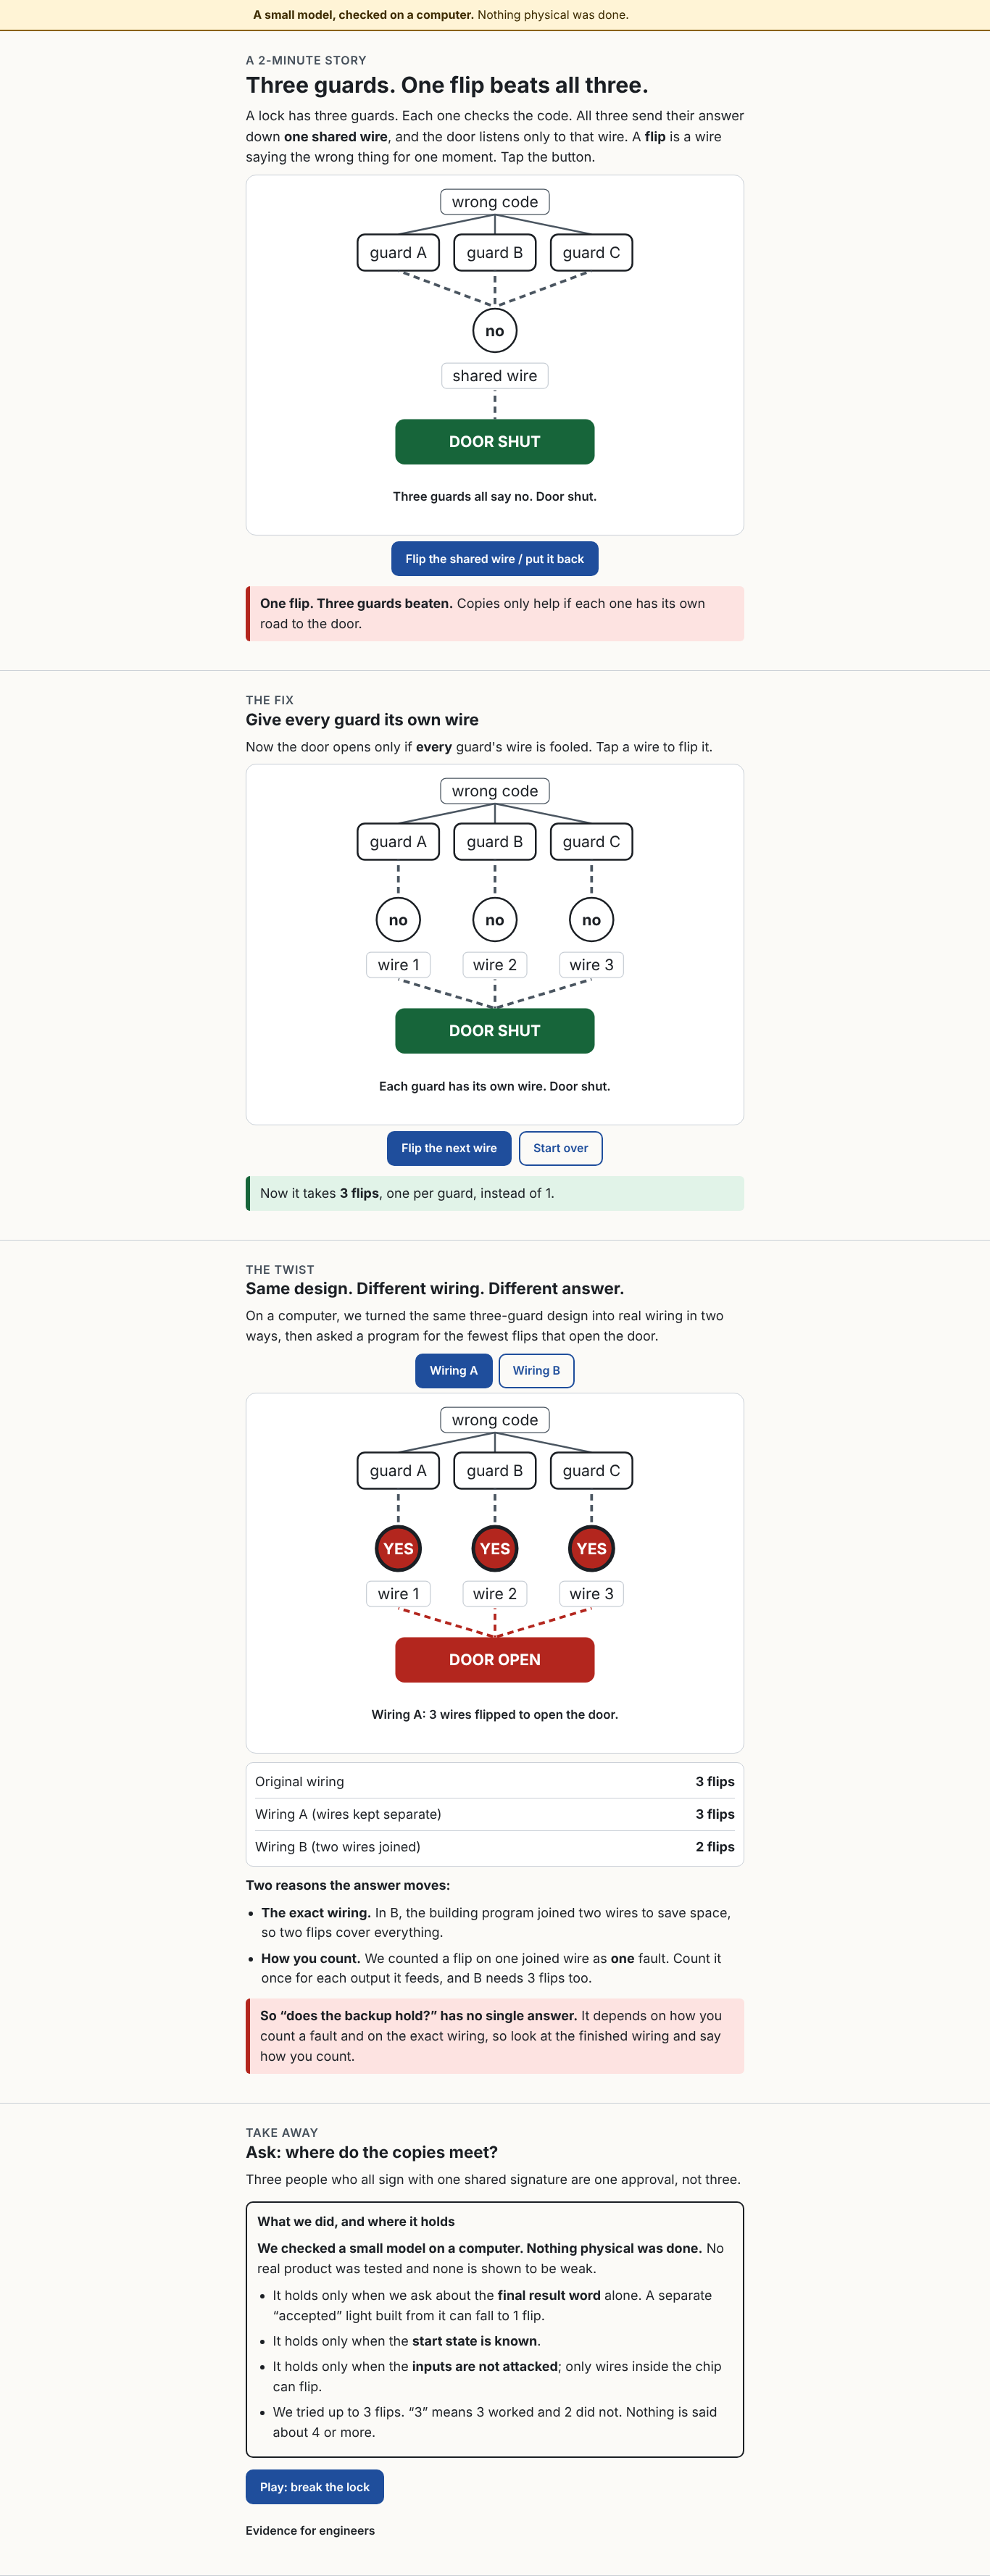 A small model, checked on a computer. Nothing physical was done.
A 2-MINUTE STORY
Three guards. One flip beats all three.
A lock has three guards. Each one checks the code. All three send their answer
down one shared wire, and the door listens only to that wire. A flip is a wire
saying the wrong thing for one moment. Tap the button.
wrong code
guard A guard B guard C
no
shared wire
DOOR SHUT
Three guards all say no. Door shut.
Flip the shared wire / put it back
One flip. Three guards beaten. Copies only help if each one has its own
road to the door.
THE FIX
Give every guard its own wire
Now the door opens only if every guard's wire is fooled. Tap a wire to flip it.
wrong code
guard A guard B guard C
no no no
wire 1 wire 2 wire 3
DOOR SHUT
Each guard has its own wire. Door shut.
Flip the next wire Start over
Now it takes 3 flips, one per guard, instead of 1.
THE TWIST
Same design. Different wiring. Different answer.
On a computer, we turned the same three-guard design into real wiring in two
ways, then asked a program for the fewest flips that open the door.
Wiring A Wiring B
wrong code
guard A guard B guard C
YES YES YES
wire 1 wire 2 wire 3
DOOR OPEN
Wiring A: 3 wires flipped to open the door.
Original wiring 3 flips
Wiring A (wires kept separate) 3 flips
Wiring B (two wires joined) 2 flips
Two reasons the answer moves:
• The exact wiring. In B, the building program joined two wires to save space,
so two flips cover everything.
• How you count. We counted a flip on one joined wire as one fault. Count it
once for each output it feeds, and B needs 3 flips too.
So “does the backup hold?” has no single answer. It depends on how you
count a fault and on the exact wiring, so look at the finished wiring and say
how you count.
TAKE AWAY
Ask: where do the copies meet?
Three people who all sign with one shared signature are one approval, not three.
What we did, and where it holds
We checked a small model on a computer. Nothing physical was done. No
real product was tested and none is shown to be weak.
• It holds only when we ask about the final result word alone. A separate
“accepted” light built from it can fall to 1 flip.
• It holds only when the start state is known.
• It holds only when the inputs are not attacked; only wires inside the chip
can flip.
• We tried up to 3 flips. “3” means 3 worked and 2 did not. Nothing is said
about 4 or more.
Play: break the lock
Evidence for engineers